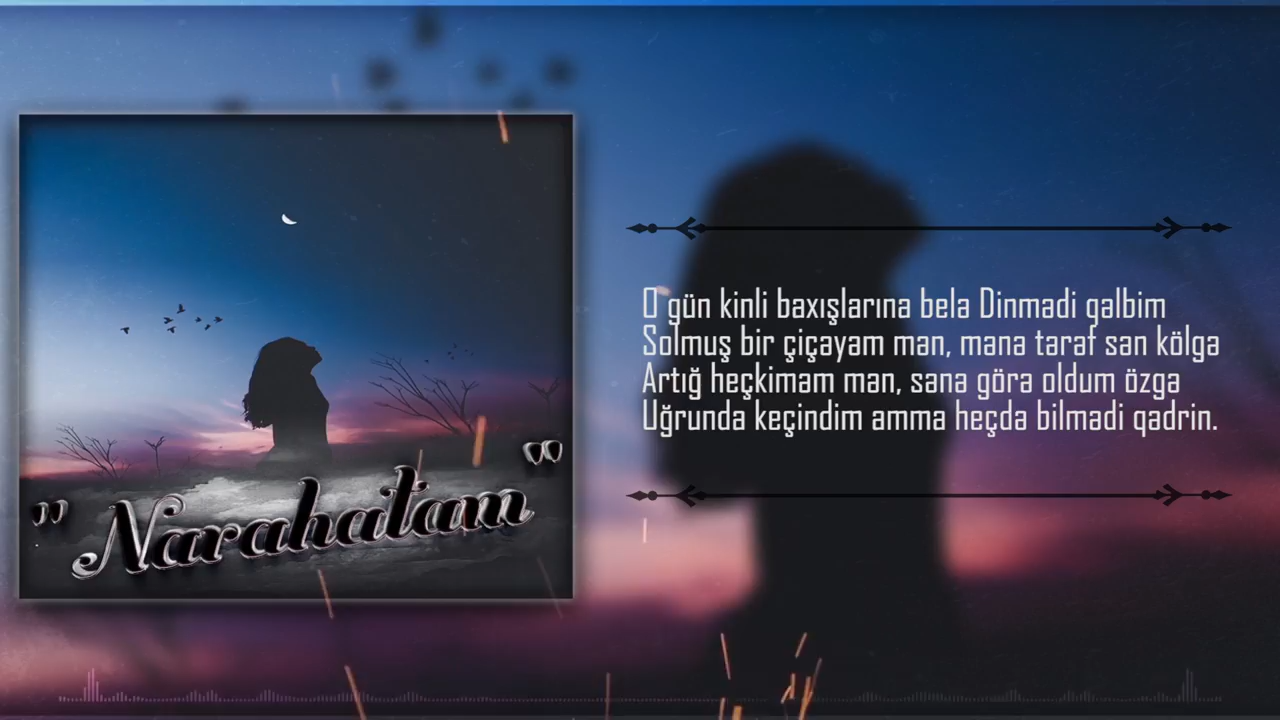 " Narahatam "
O gün kinli baxışlarına bela Dinmadi qalbim
Solmuş bir çiçayam man, mana taraf san kölga
Artığ heçkimam man, sana göra oldum özga
Uğrunda keçindim amma heçda bilmadi qadrin.